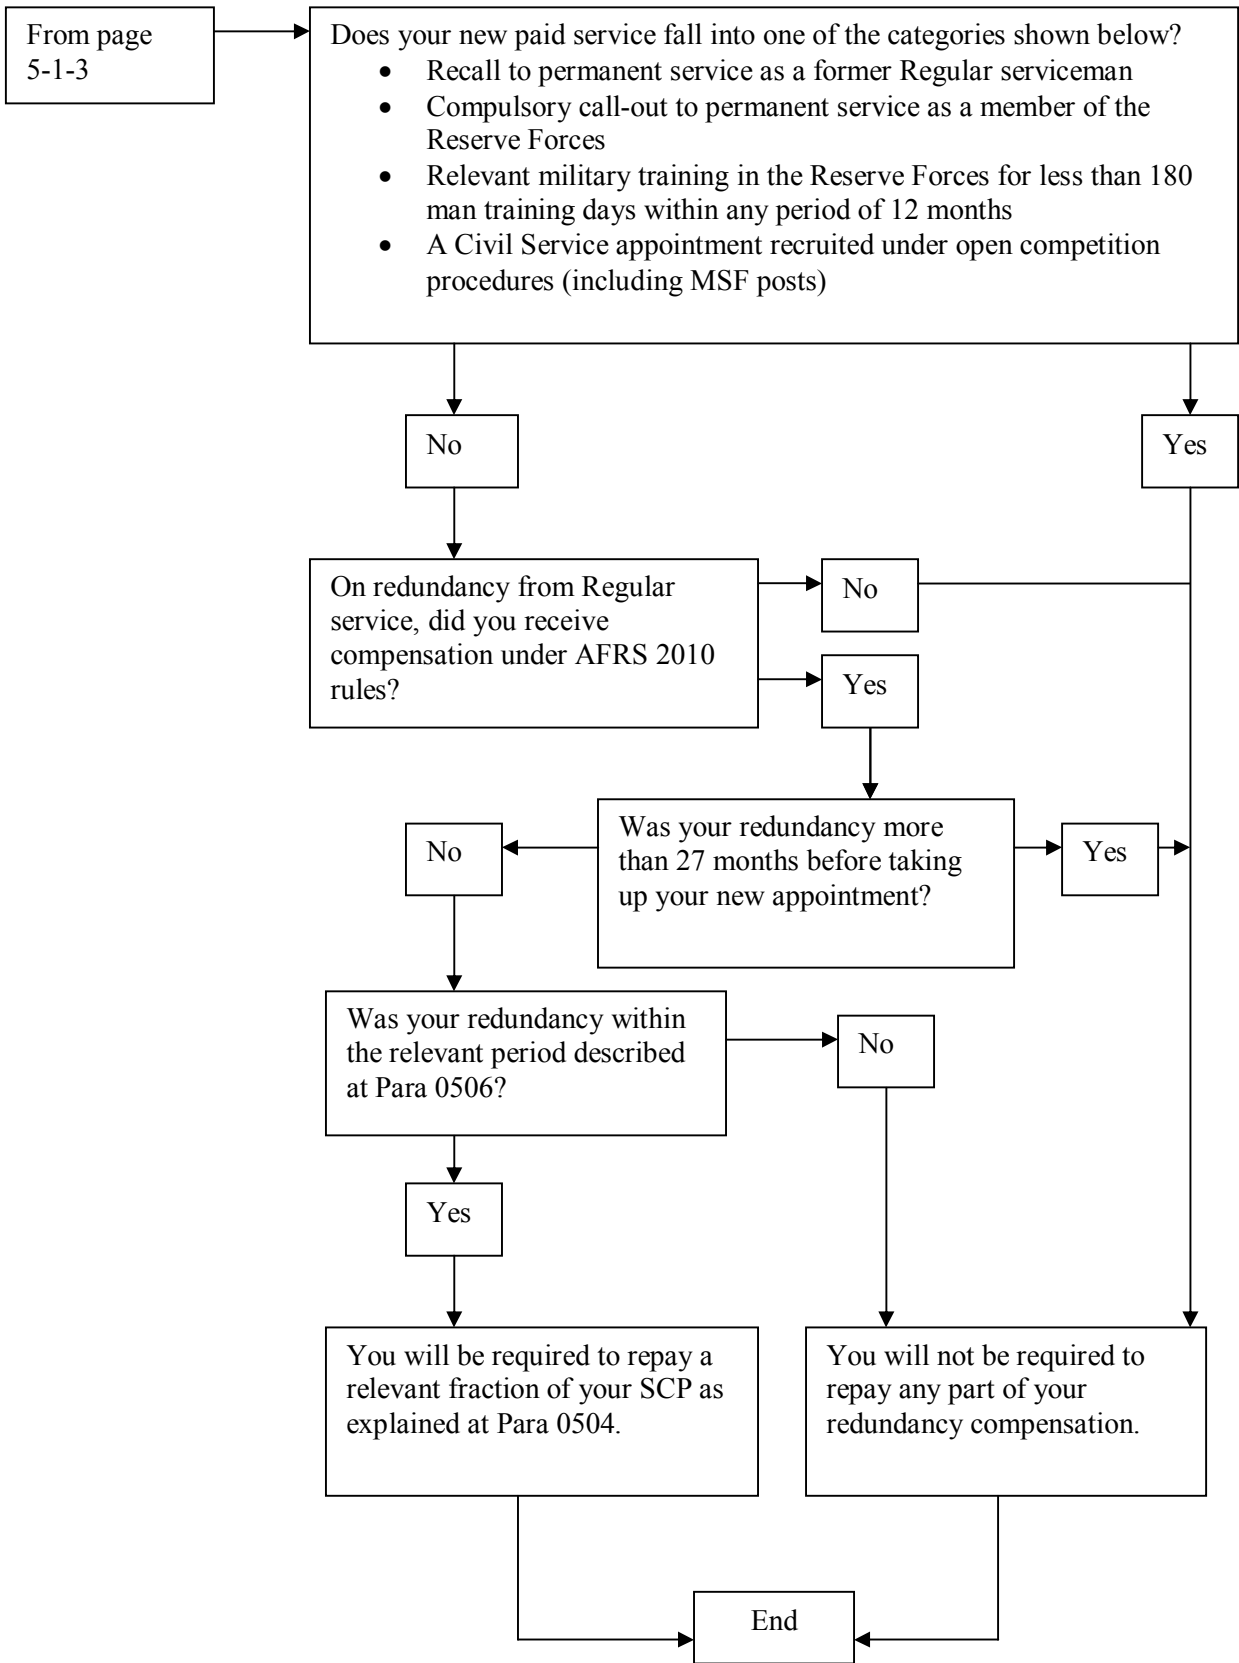 From page
5-1-3
Does your new paid service fall into one of the categories shown below?
• Recall to permanent service as a former Regular serviceman
• Compulsory call-out to permanent service as a member of the
Reserve Forces
• Relevant military training in the Reserve Forces for less than 180
man training days within any period of 12 months
• A Civil Service appointment recruited under open competition
procedures (including MSF posts)
No
Yes
On redundancy from Regular
service, did you receive
compensation under AFRS 2010
rules?
No
Yes
Was your redundancy more
than 27 months before taking
up your new appointment?
No
Yes
Was your redundancy within
the relevant period described
at Para 0506?
No
Yes
You will be required to repay a
relevant fraction of your SCP as
explained at Para 0504.
You will not be required to
repay any part of your
redundancy compensation.
End